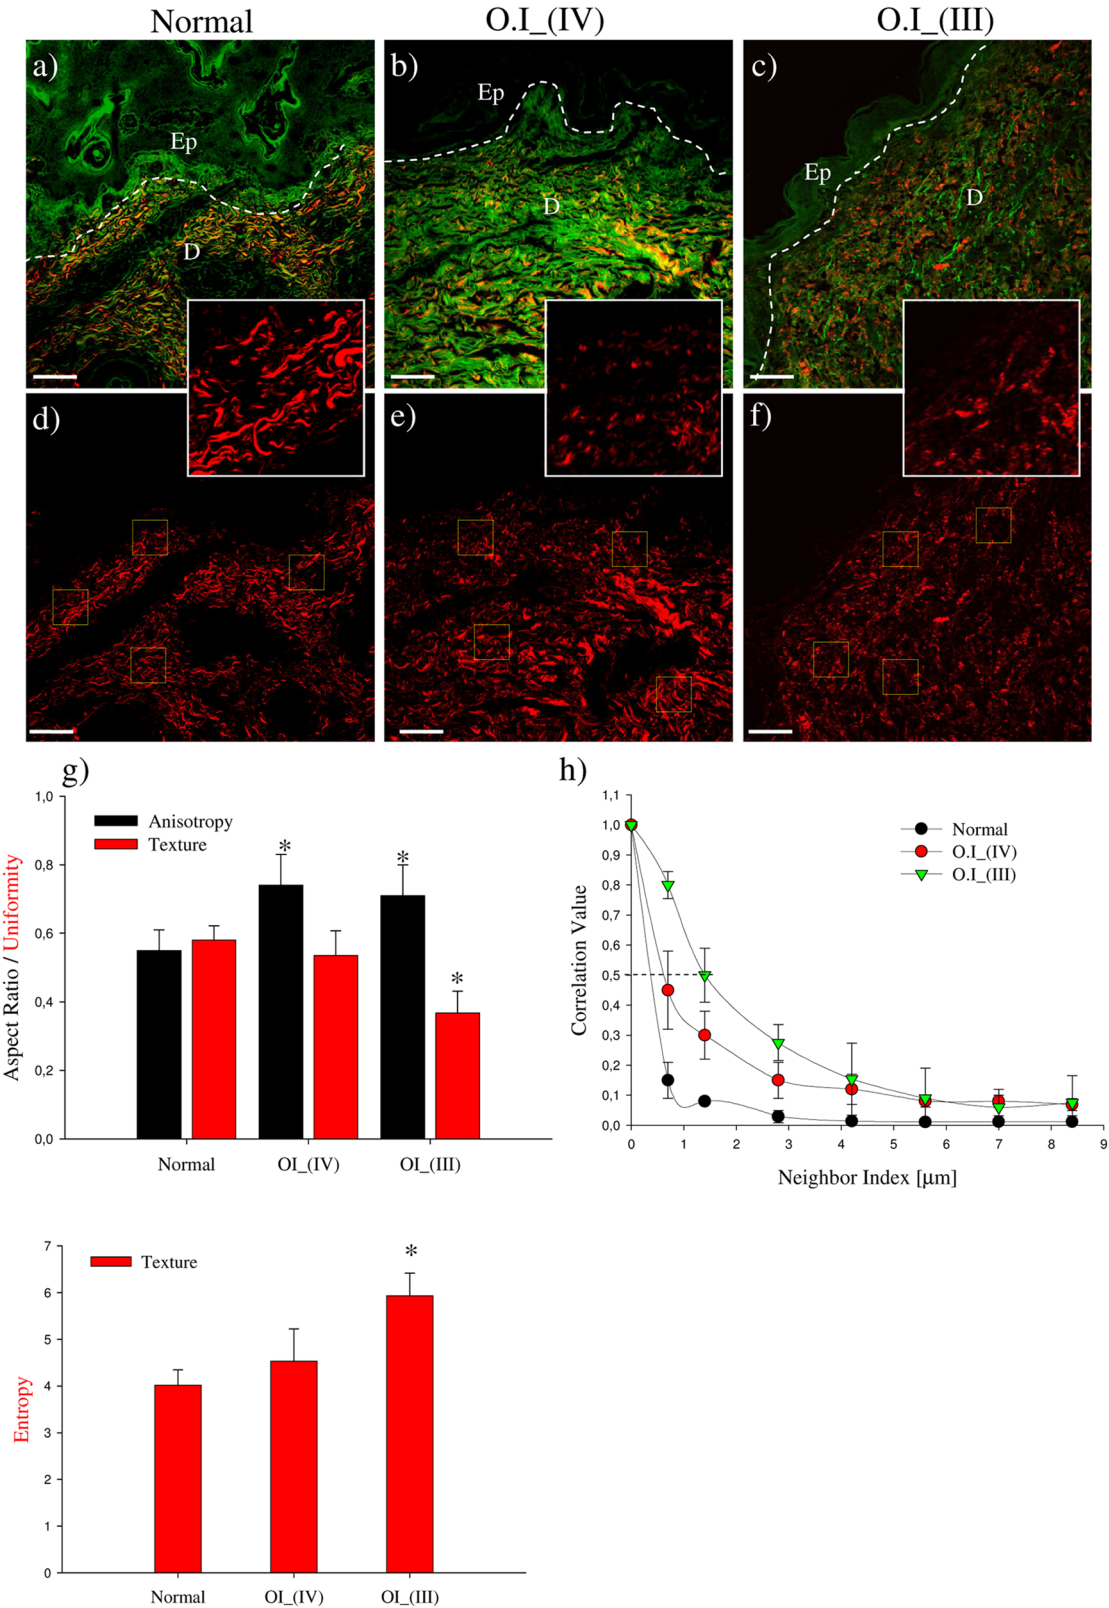 Normal
O.I_(IV)
O.I_(III)
a)
b)
c)
Ep
Ep
Ep
D
D
D
d)
e)
f)
g)
h)
1,0
0,8
0,6
0,4
0,2
0,0
Aspect Ratio / Uniformity
Anisotropy
Texture
*
*
*
Normal
OI_(IV)
OI_(III)
1,1
1,0
0,9
0,8
0,7
0,6
0,5
0,4
0,3
0,2
0,1
0,0
Correlation Value
Normal
O.I_(IV)
O.I_(III)
0 1 2 3 4 5 6 7 8 9
Neighbor Index [μm]
7
6
5
4
3
2
1
0
Entropy
Texture
*
Normal
OI_(IV)
OI_(III)